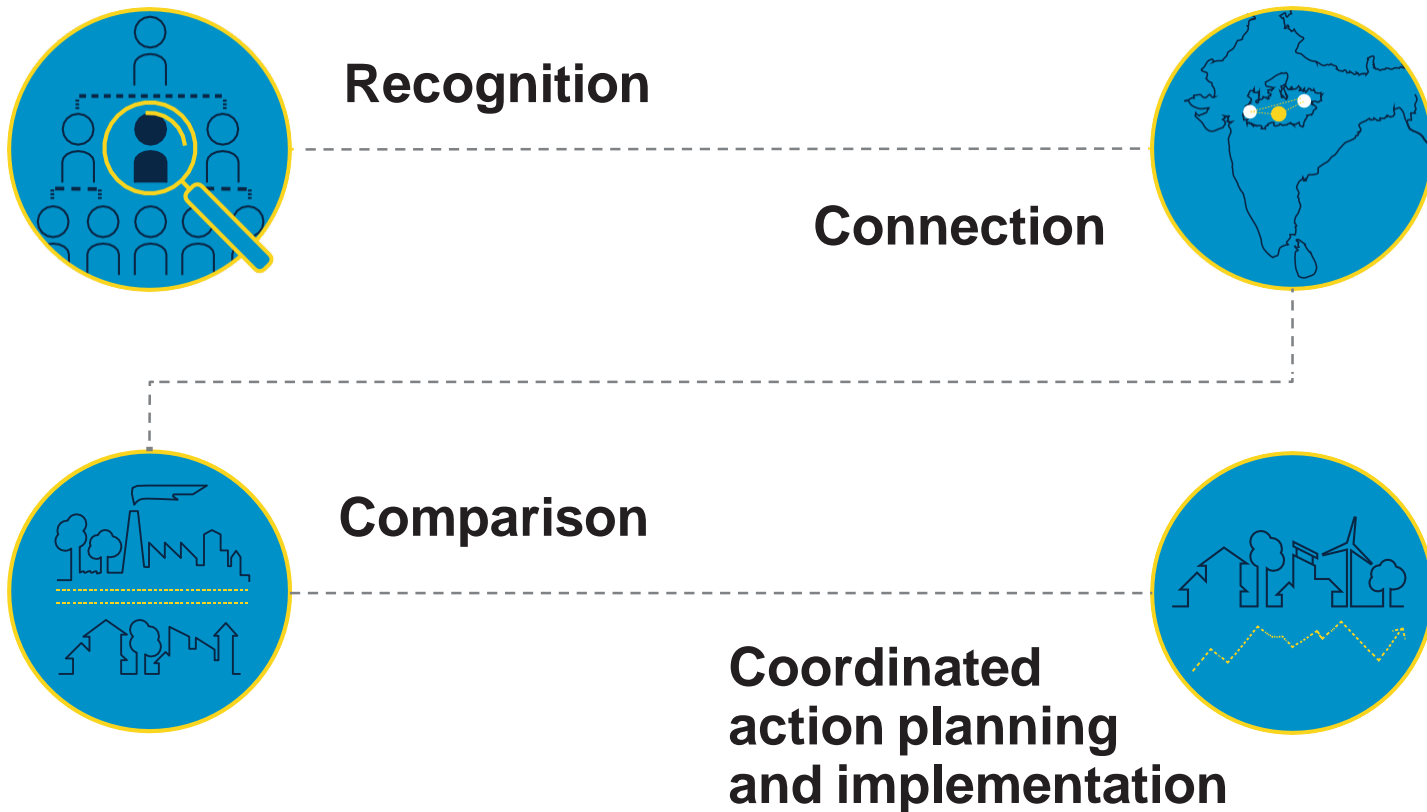 Recognition
Connection
Comparison
Coordinated
action planning
and implementation